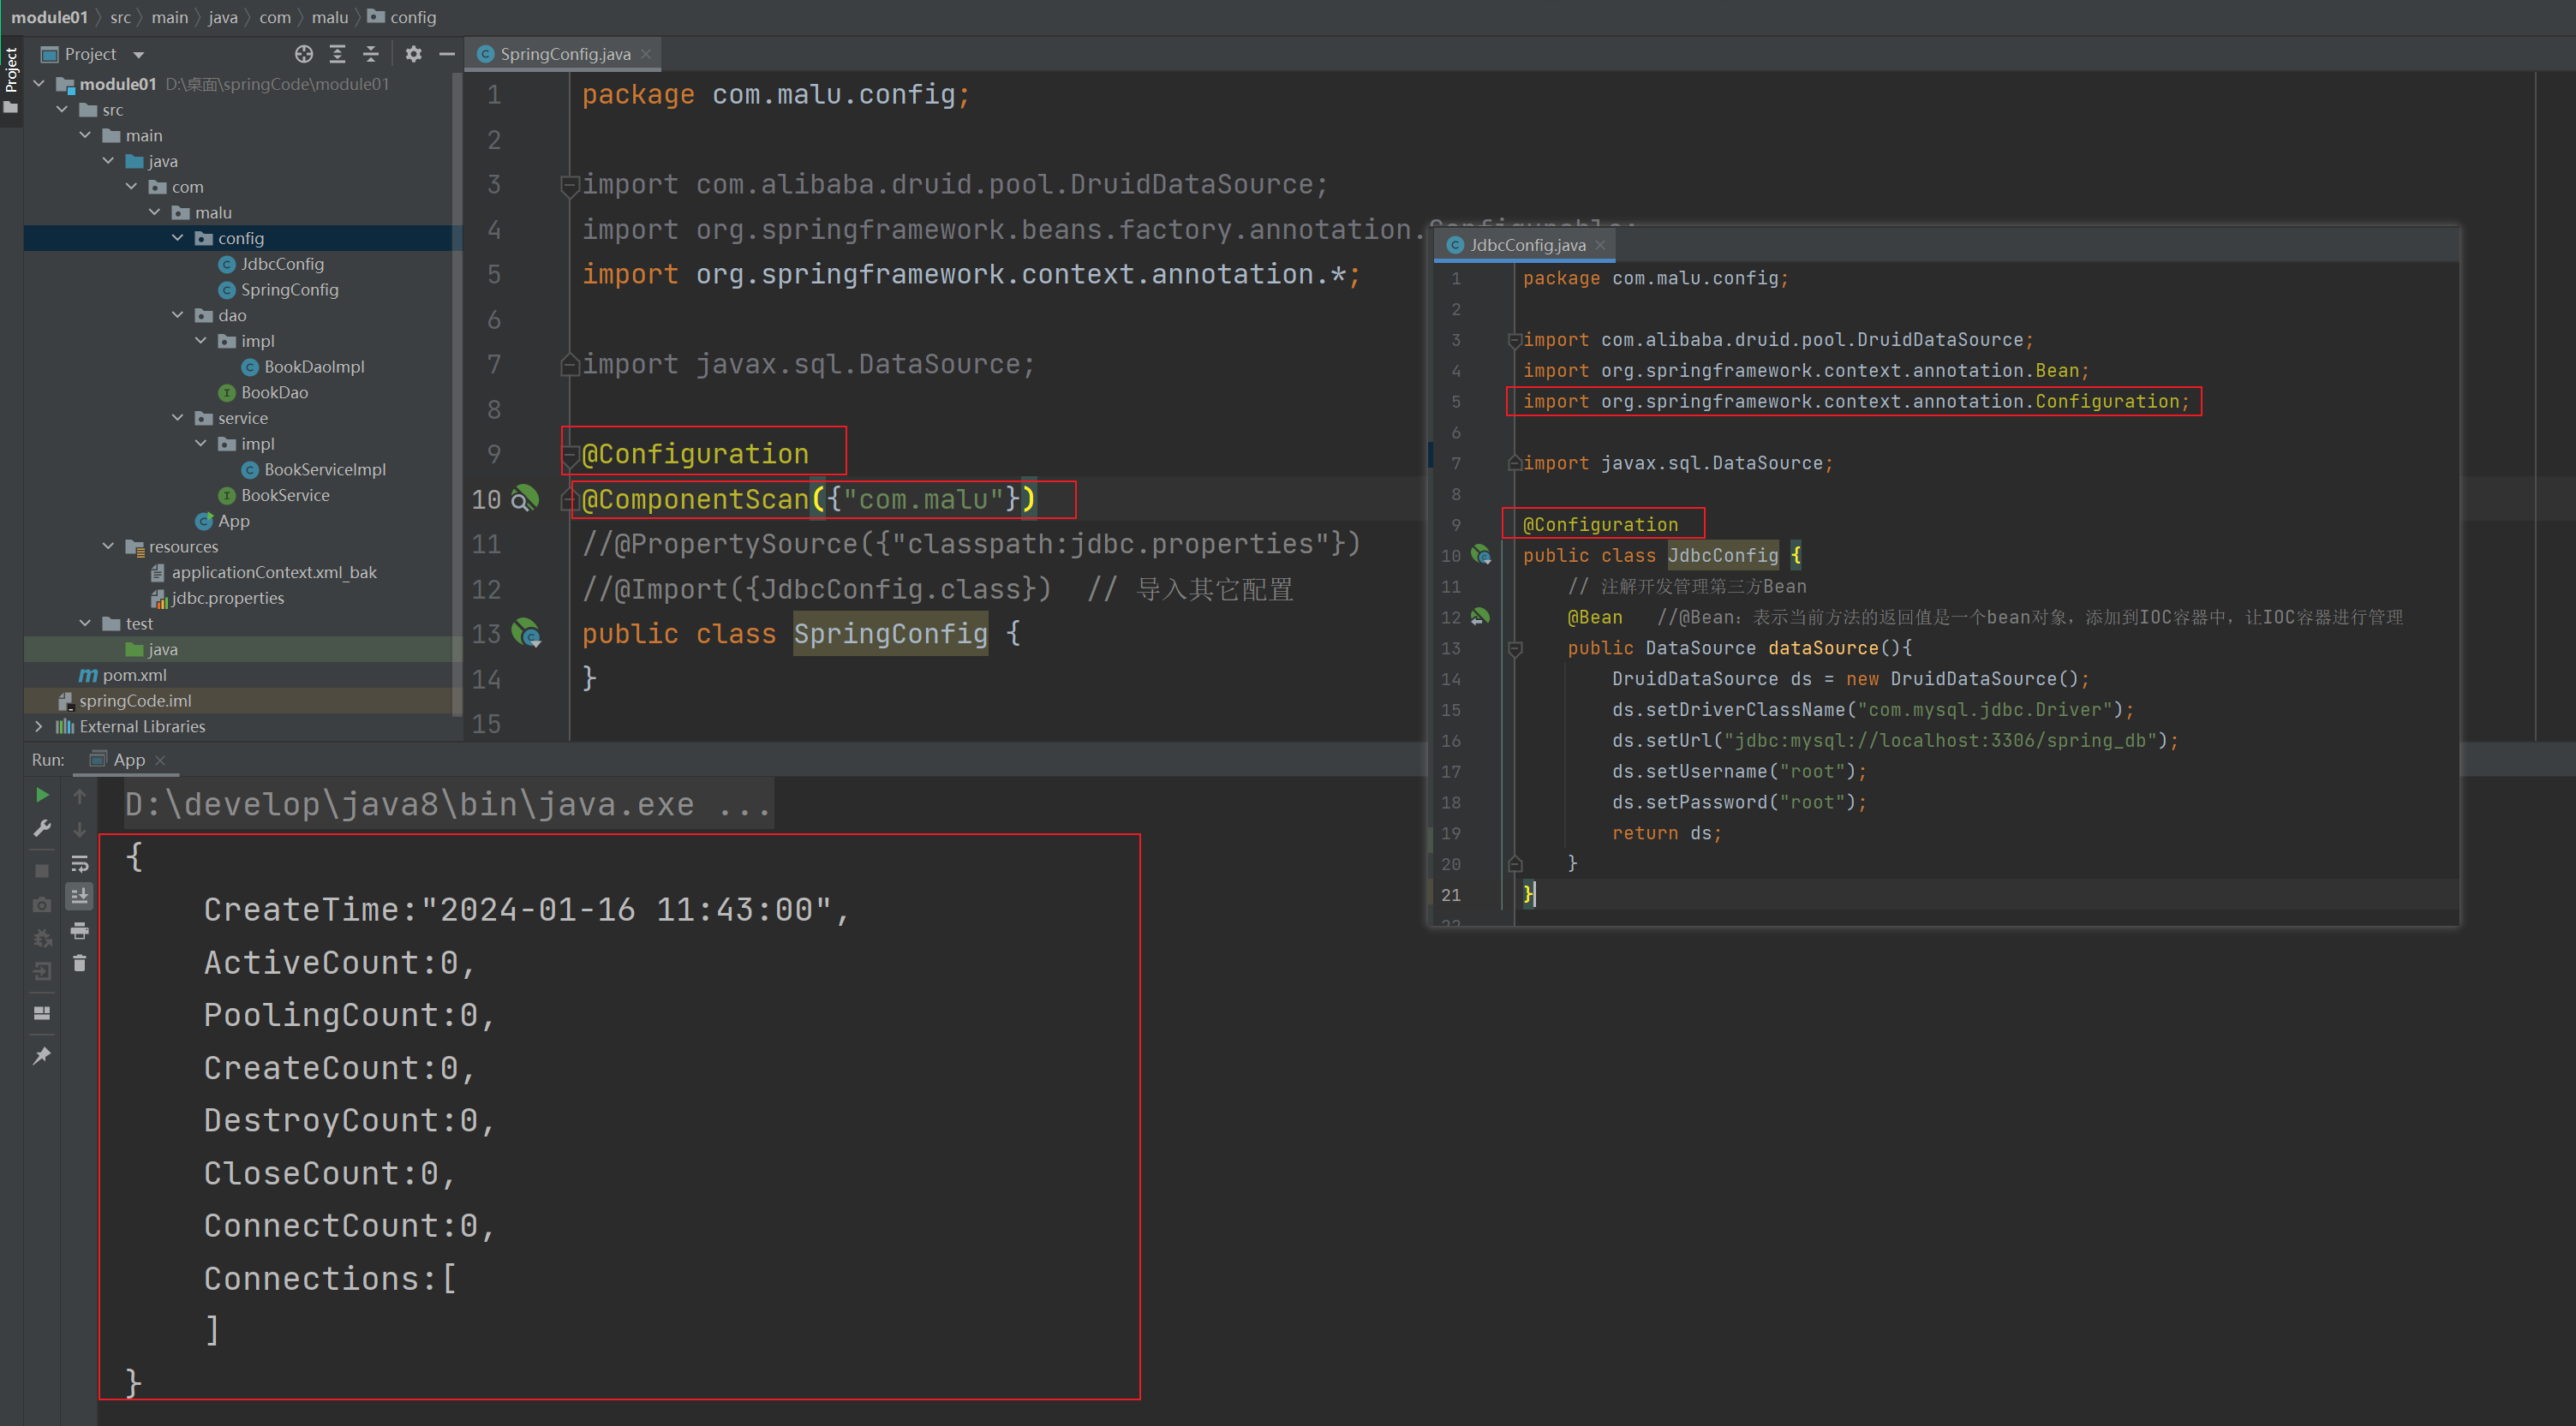 module01 src main java com malu config
Project
Project
module01 D:\桌面\springCode\module01
src
main
java
com
malu
config
JdbcConfig
SpringConfig
dao
impl
BookDaoImpl
BookDao
service
impl
BookServiceImpl
BookService
App
resources
applicationContext.xml_bak
jdbc.properties
test
java
pom.xml
springCode.iml
External Libraries
SpringConfig.java
1 package com.malu.config;
2
3 import com.alibaba.druid.pool.DruidDataSource;
4 import org.springframework.beans.factory.annotation.
5 import org.springframework.context.annotation.*;
6
7 import javax.sql.DataSource;
8
9 @Configuration
10 @ComponentScan({"com.malu"})
11 //@PropertySource({"classpath:jdbc.properties"})
12 //@Import({JdbcConfig.class}) // 导入其它配置
13 public class SpringConfig {
14 }
15
JdbcConfig.java
1 package com.malu.config;
2
3 import com.alibaba.druid.pool.DruidDataSource;
4 import org.springframework.context.annotation.Bean;
5 import org.springframework.context.annotation.Configuration;
6
7 import javax.sql.DataSource;
8
9 @Configuration
10 public class JdbcConfig {
11 // 注解开发管理第三方Bean
12 @Bean //@Bean：表示当前方法的返回值是一个bean对象，添加到IOC容器中，让IOC容器进行管理
13 public DataSource dataSource(){
14 DruidDataSource ds = new DruidDataSource();
15 ds.setDriverClassName("com.mysql.jdbc.Driver");
16 ds.setUrl("jdbc:mysql://localhost:3306/spring_db");
17 ds.setUsername("root");
18 ds.setPassword("root");
19 return ds;
20 }
21 }
22
Run: App
D:\develop\java8\bin\java.exe ...
{
CreateTime:"2024-01-16 11:43:00",
ActiveCount:0,
PoolingCount:0,
CreateCount:0,
DestroyCount:0,
CloseCount:0,
ConnectCount:0,
Connections:[
]
}